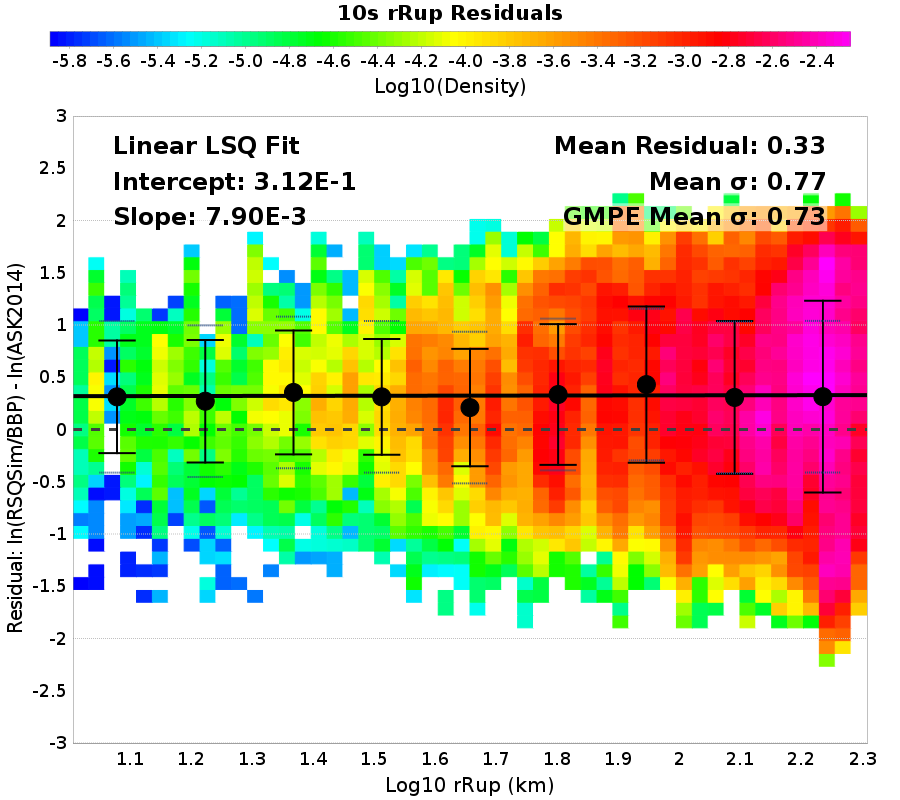 10s rRup Residuals
-5.8 -5.6 -5.4 -5.2 -5.0 -4.8 -4.6 -4.4 -4.2 -4.0 -3.8 -3.6 -3.4 -3.2 -3.0 -2.8 -2.6 -2.4
Log10(Density)
Linear LSQ Fit
Intercept: 3.12E-1
Slope: 7.90E-3
Mean Residual: 0.33
Mean σ: 0.77
GMPE Mean σ: 0.73
Residual: ln(RSQSim/BBP) - ln(ASK2014)
3
2.5
2
1.5
1
0.5
0
-0.5
-1
-1.5
-2
-2.5
-3
1.1 1.2 1.3 1.4 1.5 1.6 1.7 1.8 1.9 2 2.1 2.2 2.3
Log10 rRup (km)